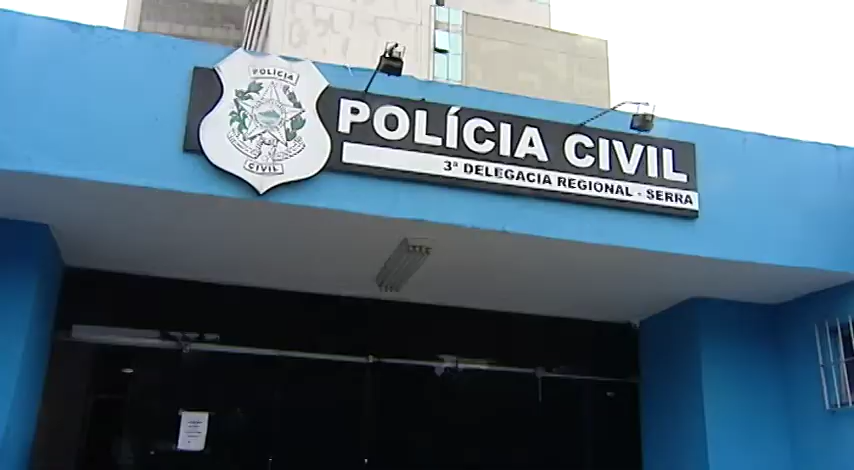 POLÍCIA
CIVIL
POLÍCIA CIVIL
3ª DELEGACIA REGIONAL - SERRA